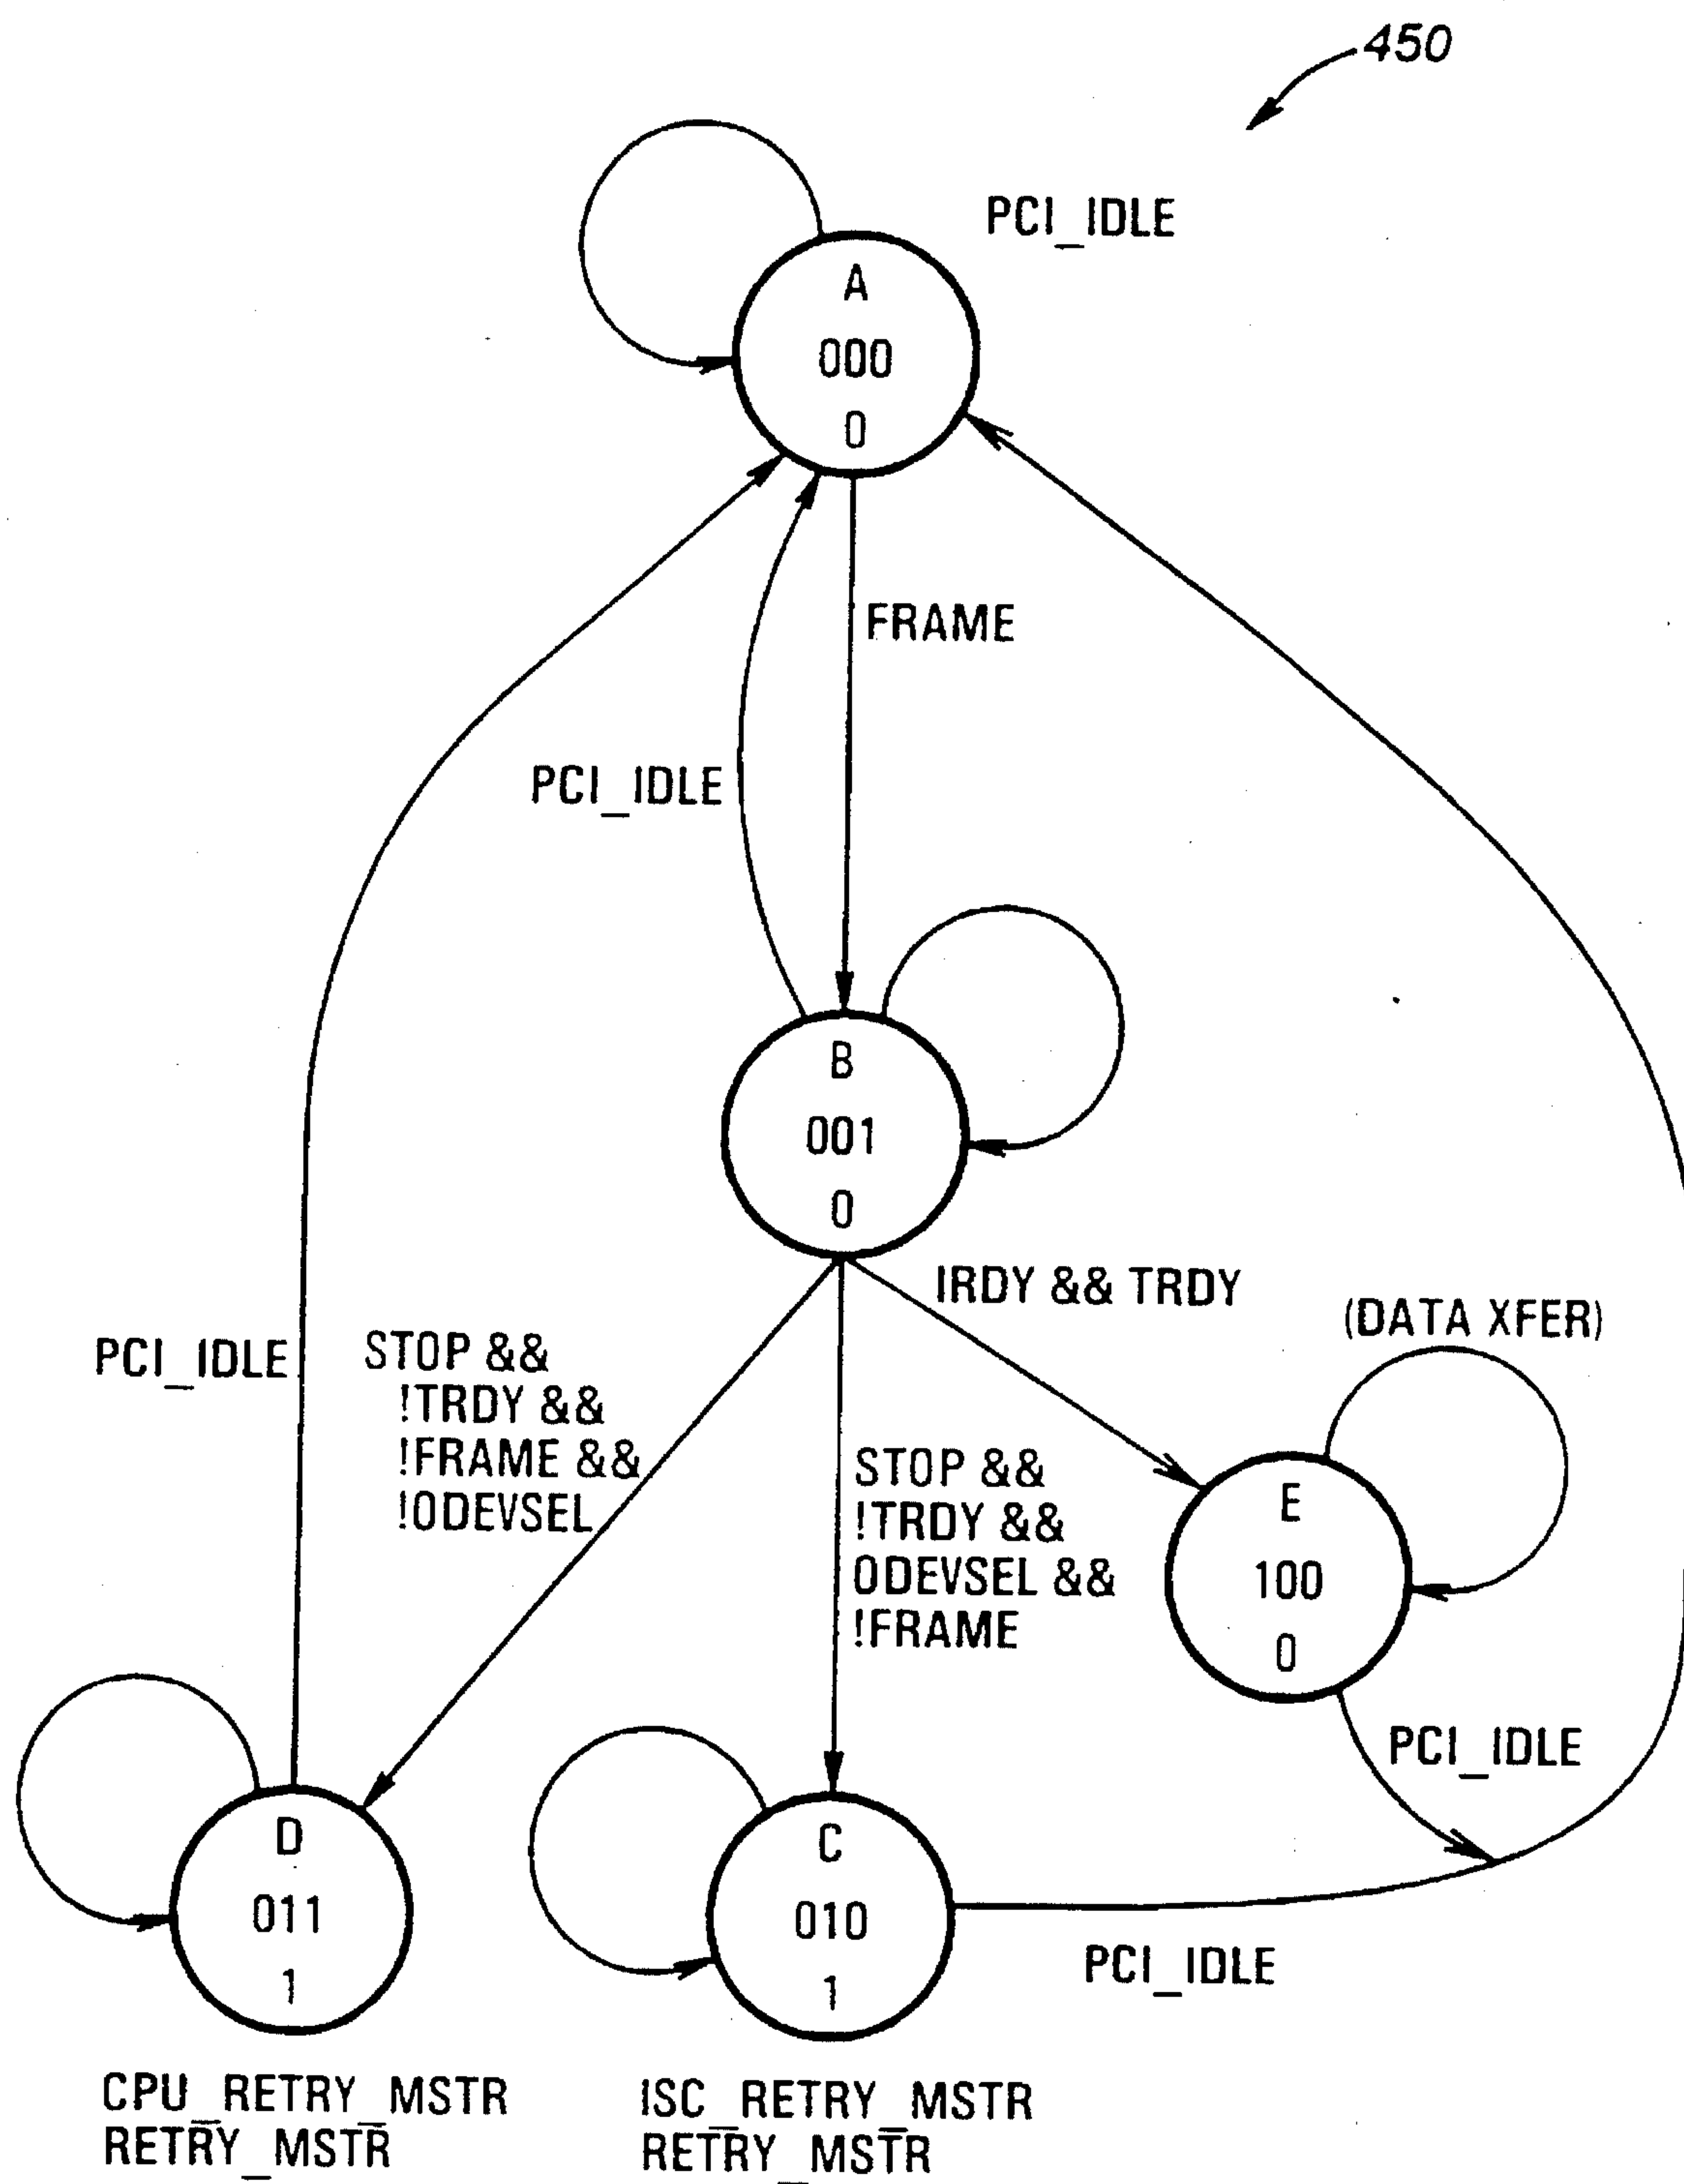 450
PCI_IDLE
A
000
0
FRAME
PCI_IDLE
B
001
0
IRDY && TRDY
(DATA XFER)
PCI_IDLE
STOP &&
!TRDY &&
!FRAME &&
!ODEVSEL
STOP &&
!TRDY &&
ODEVSEL &&
!FRAME
E
100
0
PCI_IDLE
D
011
1
C
010
1
PCI_IDLE
CPU_RETRY_MSTR
RETRY_MSTR
ISC_RETRY_MSTR
RETRY_MSTR